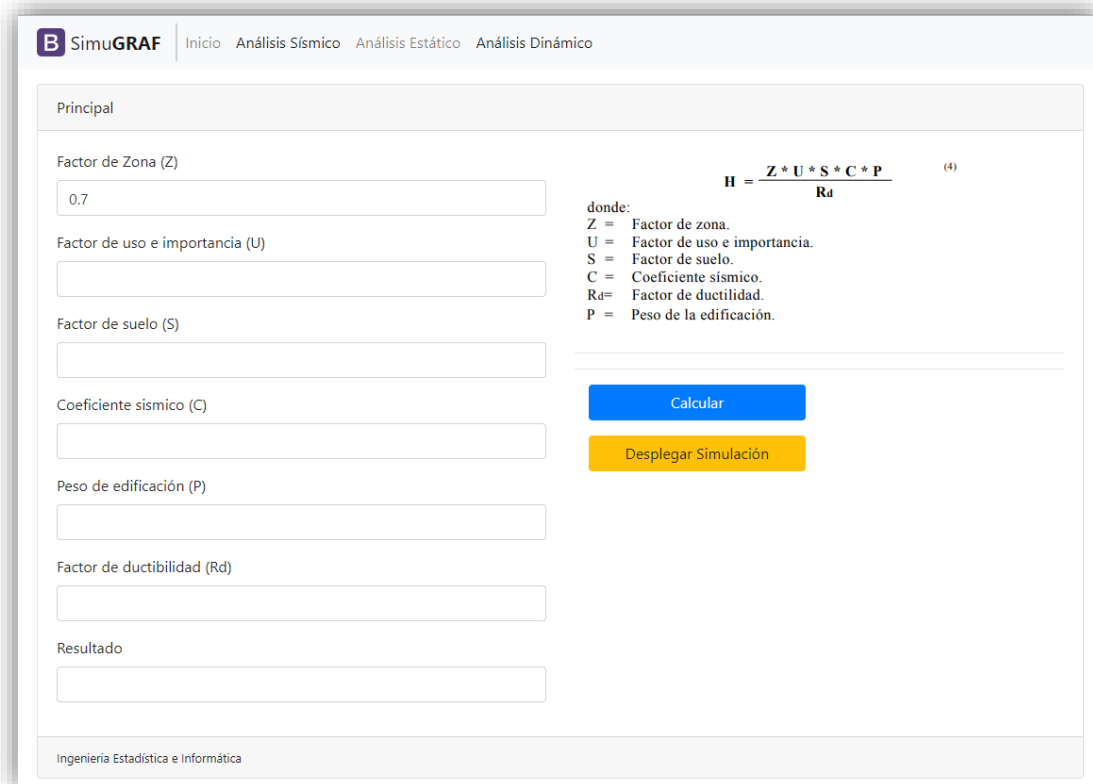 B SimuGRAF Inicio Análisis Sísmico Análisis Estático Análisis Dinámico
Principal
Factor de Zona (Z)
0.7
Factor de uso e importancia (U)
Factor de suelo (S)
Coeficiente sismico (C)
Peso de edificación (P)
Factor de ductibilidad (Rd)
Resultado
H = Z * U * S * C * P (4)
Rd
donde:
Z = Factor de zona.
U = Factor de uso e importancia.
S = Factor de suelo.
C = Coeficiente sísmico.
Rd= Factor de ductilidad.
P = Peso de la edificación.
Calcular
Desplegar Simulación
Ingenieria Estadística e Informática